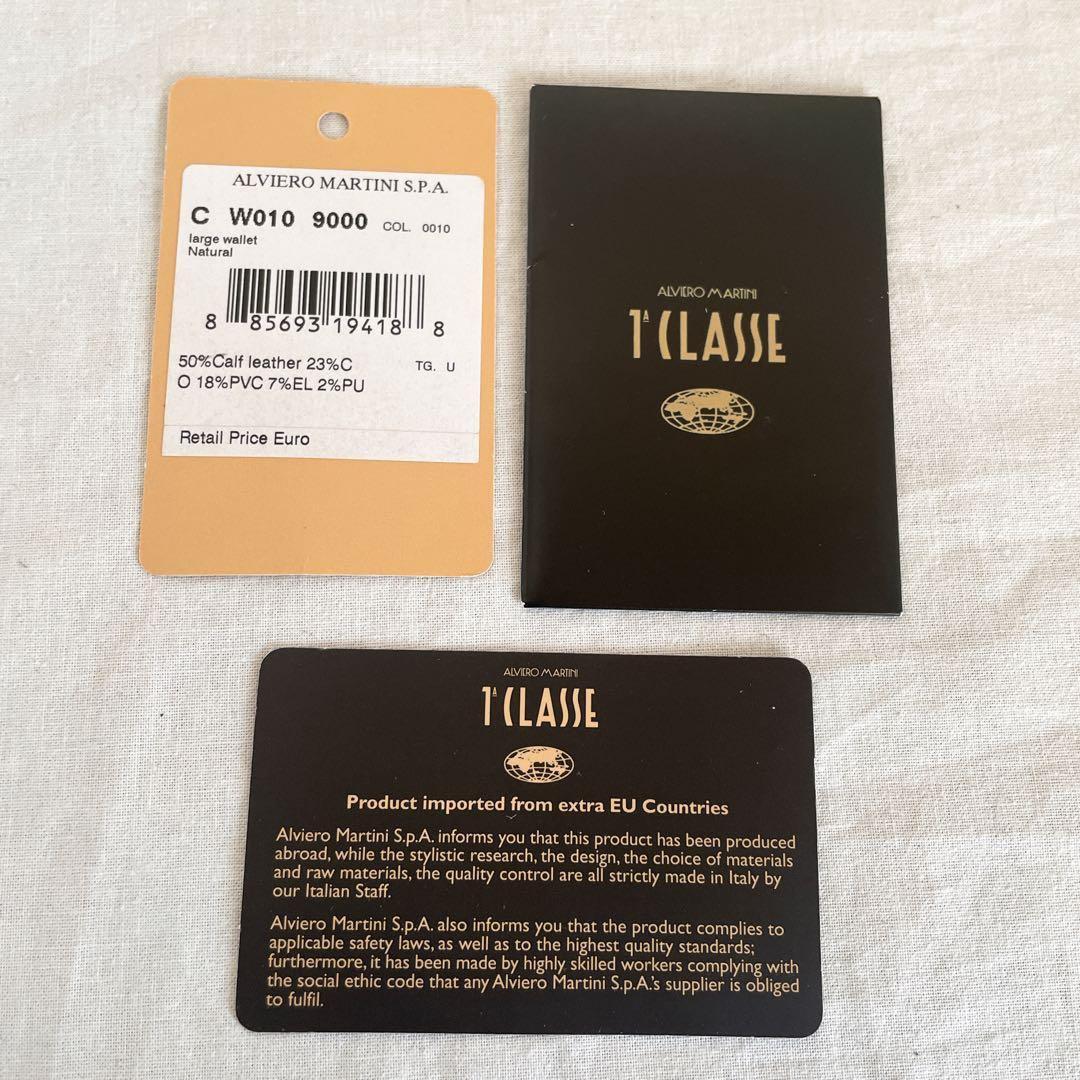 ALVIERO MARTINI S.P.A.
C W010 9000 COL. 0010
large wallet
Natural
8 85693 19418 8
50%Calf leather 23%C TG. U
O 18%PVC 7%EL 2%PU
Retail Price Euro
ALVIERO MARTINI
1ᴬ CLASSE
ALVIERO MARTINI
1ᴬ CLASSE
Product imported from extra EU Countries
Alviero Martini S.p.A. informs you that this product has been produced
abroad, while the stylistic research, the design, the choice of materials
and raw materials, the quality control are all strictly made in Italy by
our Italian Staff.
Alviero Martini S.p.A. also informs you that the product complies to
applicable safety laws, as well as to the highest quality standards;
furthermore, it has been made by highly skilled workers complying with
the social ethic code that any Alviero Martini S.p.A.'s supplier is obliged
to fulfil.